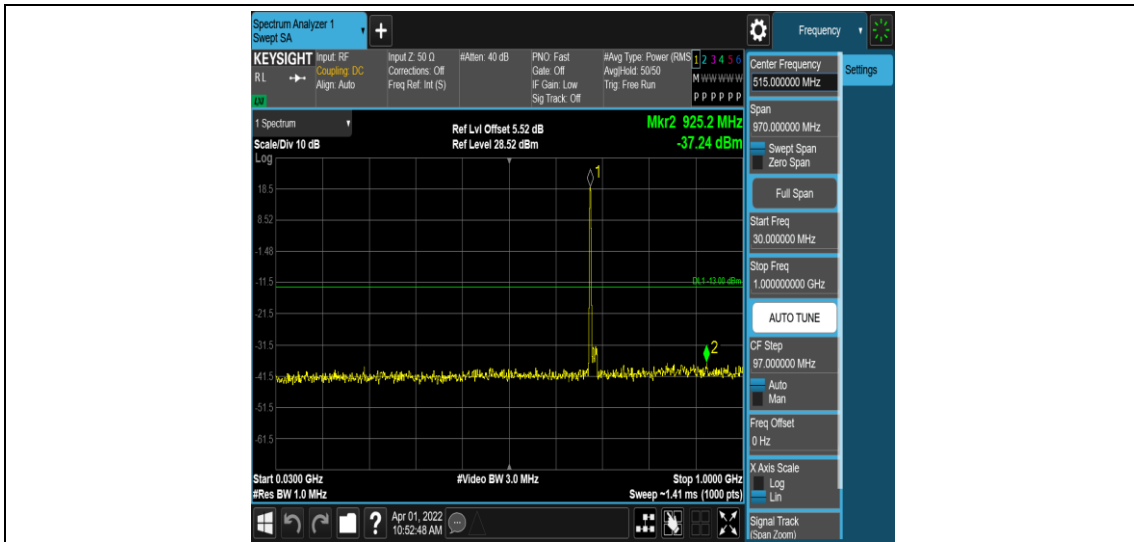 Spectrum Analyzer 1
Swept SA
+
Frequency
KEYSIGHT
RL
LXI
Input: RF
Coupling: DC
Align: Auto
Input Z: 50 Ω
Corrections: Off
Freq Ref: Int (S)
#Atten: 40 dB
PNO: Fast
Gate: Off
IF Gain: Low
Sig Track: Off
#Avg Type: Power (RMS
Avg|Hold: 50/50
Trig: Free Run
1 2 3 4 5 6
M W W W W W
P P P P P P
1 Spectrum
Scale/Div 10 dB
Log
Ref Lvl Offset 5.52 dB
Ref Level 28.52 dBm
Mkr2 925.2 MHz
-37.24 dBm
1
18.5
8.52
-1.48
-11.5
DL1 -13.00 dBm
-21.5
-31.5
2
-41.5
-51.5
-61.5
Start 0.0300 GHz
#Res BW 1.0 MHz
#Video BW 3.0 MHz
Stop 1.0000 GHz
Sweep ~1.41 ms (1000 pts)
?
Apr 01, 2022
10:52:48 AM
Center Frequency
515.000000 MHz
Settings
Span
970.000000 MHz
Swept Span
Zero Span
Full Span
Start Freq
30.000000 MHz
Stop Freq
1.000000000 GHz
AUTO TUNE
CF Step
97.000000 MHz
Auto
Man
Freq Offset
0 Hz
X Axis Scale
Log
Lin
Signal Track
(Span Zoom)